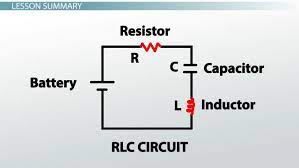 LESSON SUMMARY
Resistor
R
Battery
C Capacitor
L Inductor
RLC CIRCUIT